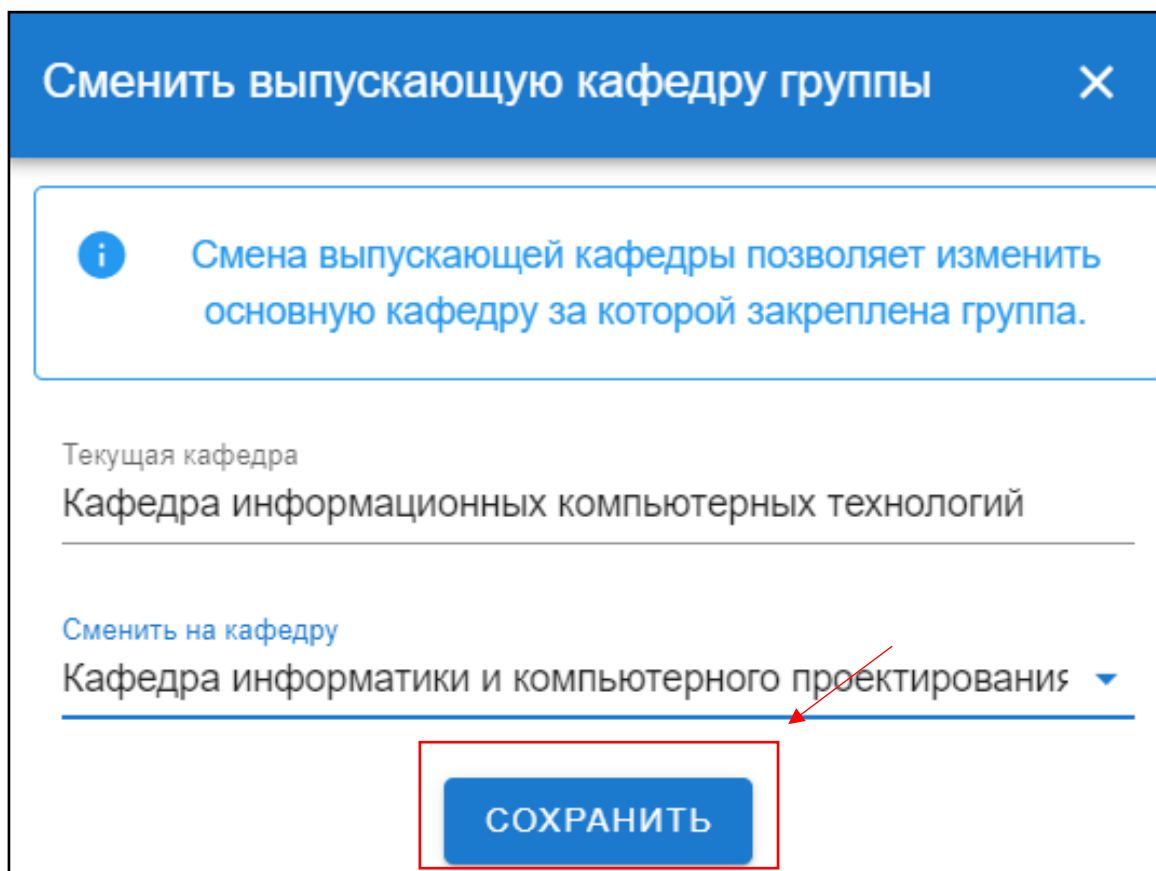 Сменить выпускающую кафедру группы
Смена выпускающей кафедры позволяет изменить
основную кафедру за которой закреплена группа.
Текущая кафедра
Кафедра информационных компьютерных технологий
Сменить на кафедру
Кафедра информатики и компьютерного проектирования
СОХРАНИТЬ